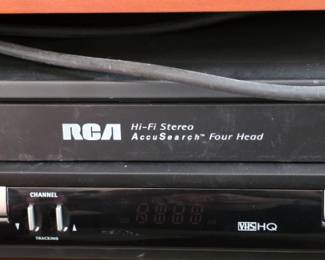 RCA Hi-Fi Stereo
AccuSearch™ Four Head
CHANNEL
TRACKING
VHS HQ